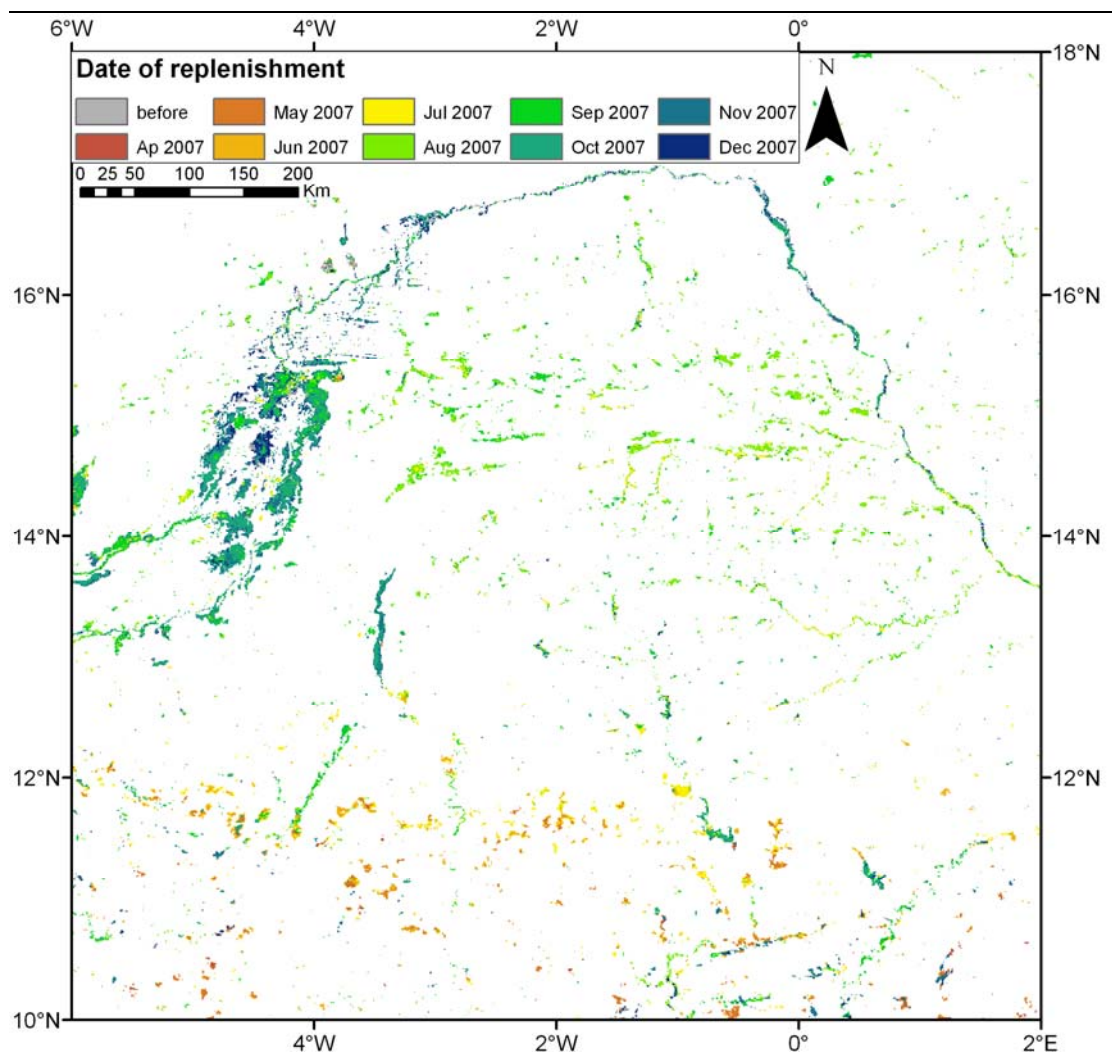 6°W 4°W 2°W 0° 18°N
Date of replenishment N
before May 2007 Jul 2007 Sep 2007 Nov 2007
Ap 2007 Jun 2007 Aug 2007 Oct 2007 Dec 2007
0 25 50 100 150 200 Km
16°N 16°N
14°N 14°N
12°N 12°N
10°N
4°W 2°W 0° 2°E